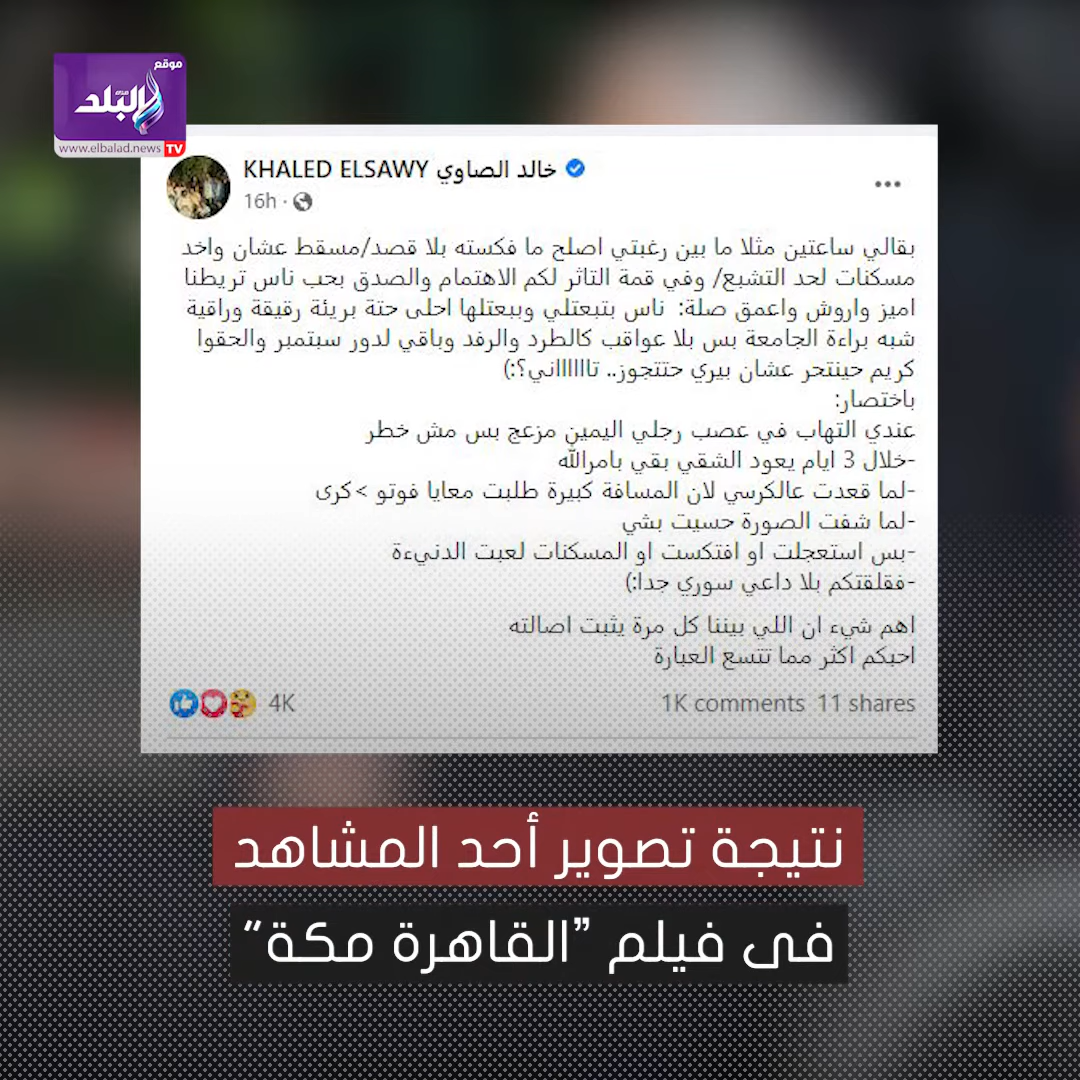 موقع
صدى البلد
www.elbalad.news TV
KHALED ELSAWY خالد الصاوي
16h ·
بقالي ساعتين مثلا ما بين رغبتي اصلح ما فكسته بلا قصد/مسقط عشان واخد
مسكنات لحد التشبع/ وفي قمة التاثر لكم الاهتمام والصدق بحب ناس تربطنا
اميز واروش واعمق صلة: ناس بتبعتلي وببعتلها احلى حتة بريئة رقيقة وراقية
شبه براءة الجامعة بس بلا عواقب كالطرد والرفد وباقي لدور سبتمبر والحقوا
كريم حينتحر عشان بيري حتتجوز.. تااااااني؟:)
باختصار:
عندي التهاب في عصب رجلي اليمين مزعج بس مش خطر
-خلال 3 ايام يعود الشقي بقي بامرالله
-لما قعدت عالكرسي لان المسافة كبيرة طلبت معايا فوتو > كرى
-لما شفت الصورة حسيت بشي
-بس استعجلت او افتكست او المسكنات لعبت الدنيءة
-فقلقتكم بلا داعي سوري جدا:)
اهم شيء ان اللي بيننا كل مرة يثبت اصالته
احبكم اكثر مما تتسع العبارة
4K
1K comments 11 shares
نتيجة تصوير أحد المشاهد
فى فيلم "القاهرة مكة"